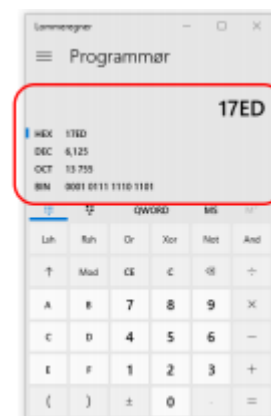 Lommeregner
Programmør
17ED
HEX 17ED
DEC 6,125
OCT 13 755
BIN 0001 0111 1110 1101
QWORD MS M˅
Lsh Rsh Or Xor Not And
↑ Mod CE C ⌫ ÷
A B 7 8 9 ×
C D 4 5 6 −
E F 1 2 3 +
( ) ± 0 . =